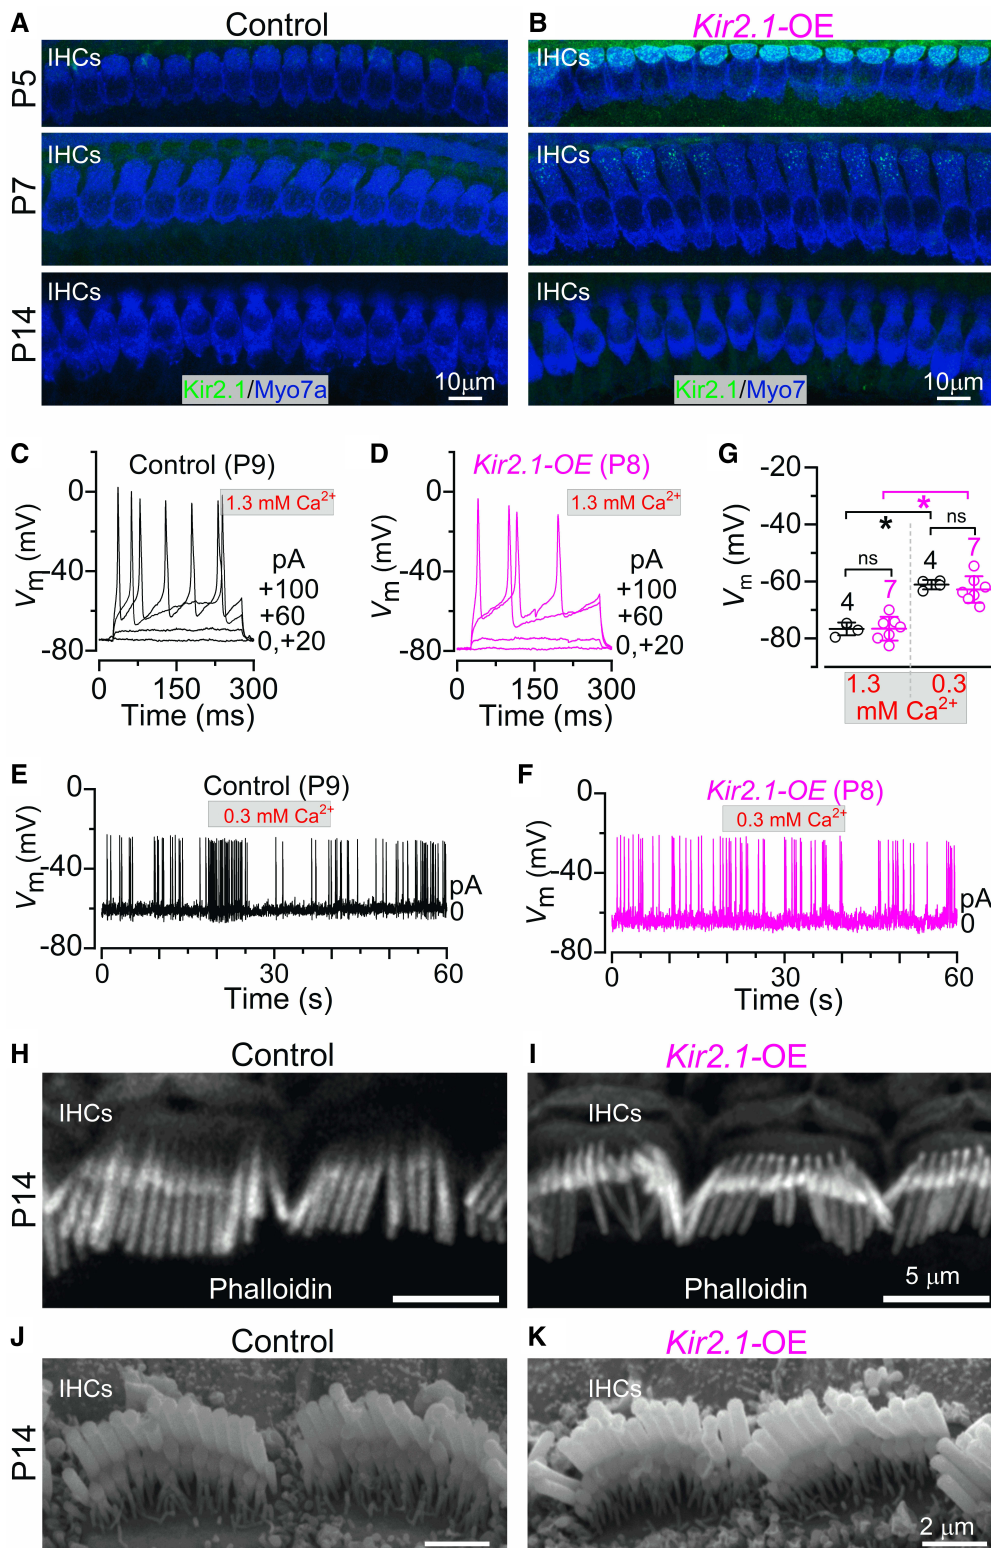 A
Control
B
Kir2.1-OE
P5
IHCs
IHCs
P7
IHCs
IHCs
P14
IHCs
IHCs
Kir2.1/Myo7a
10μm
Kir2.1/Myo7
10μm
C
Control (P9)
0
-40
-80
Vm (mV)
1.3 mM Ca2+
pA
+100
+60
0,+20
0
150
300
Time (ms)
D
Kir2.1-OE (P8)
0
-40
-80
Vm (mV)
1.3 mM Ca2+
pA
+100
+60
0,+20
0
150
300
Time (ms)
G
-20
-40
-60
-80
Vm (mV)
*
*
ns
ns
4
7
4
7
1.3
0.3
mM Ca2+
E
Control (P9)
0.3 mM Ca2+
0
-40
-80
Vm (mV)
pA
0
0
30
60
Time (s)
F
Kir2.1-OE (P8)
0.3 mM Ca2+
0
-40
-80
Vm (mV)
pA
0
0
30
60
Time (s)
H
Control
I
Kir2.1-OE
P14
IHCs
Phalloidin
IHCs
Phalloidin
5 μm
J
Control
K
Kir2.1-OE
P14
IHCs
IHCs
2 μm